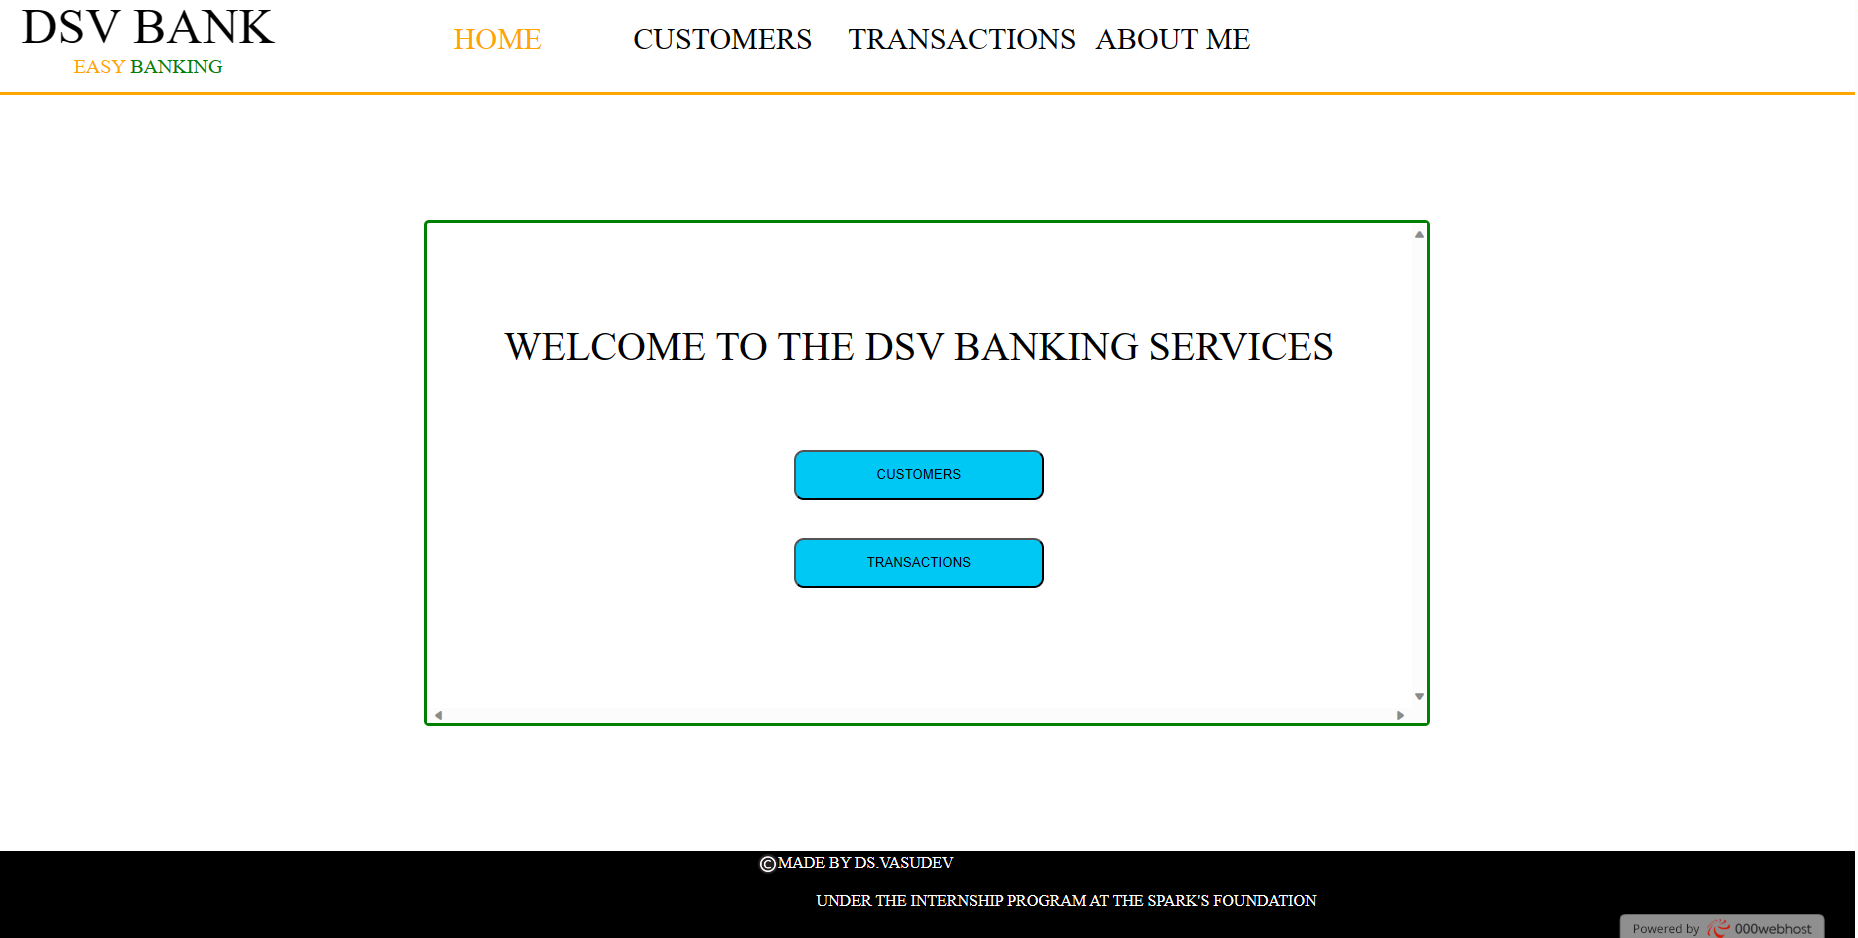 DSV BANK
EASY BANKING
HOME CUSTOMERS TRANSACTIONS ABOUT ME
WELCOME TO THE DSV BANKING SERVICES
CUSTOMERS
TRANSACTIONS
©MADE BY DS.VASUDEV
UNDER THE INTERNSHIP PROGRAM AT THE SPARK'S FOUNDATION
Powered by 000webhost